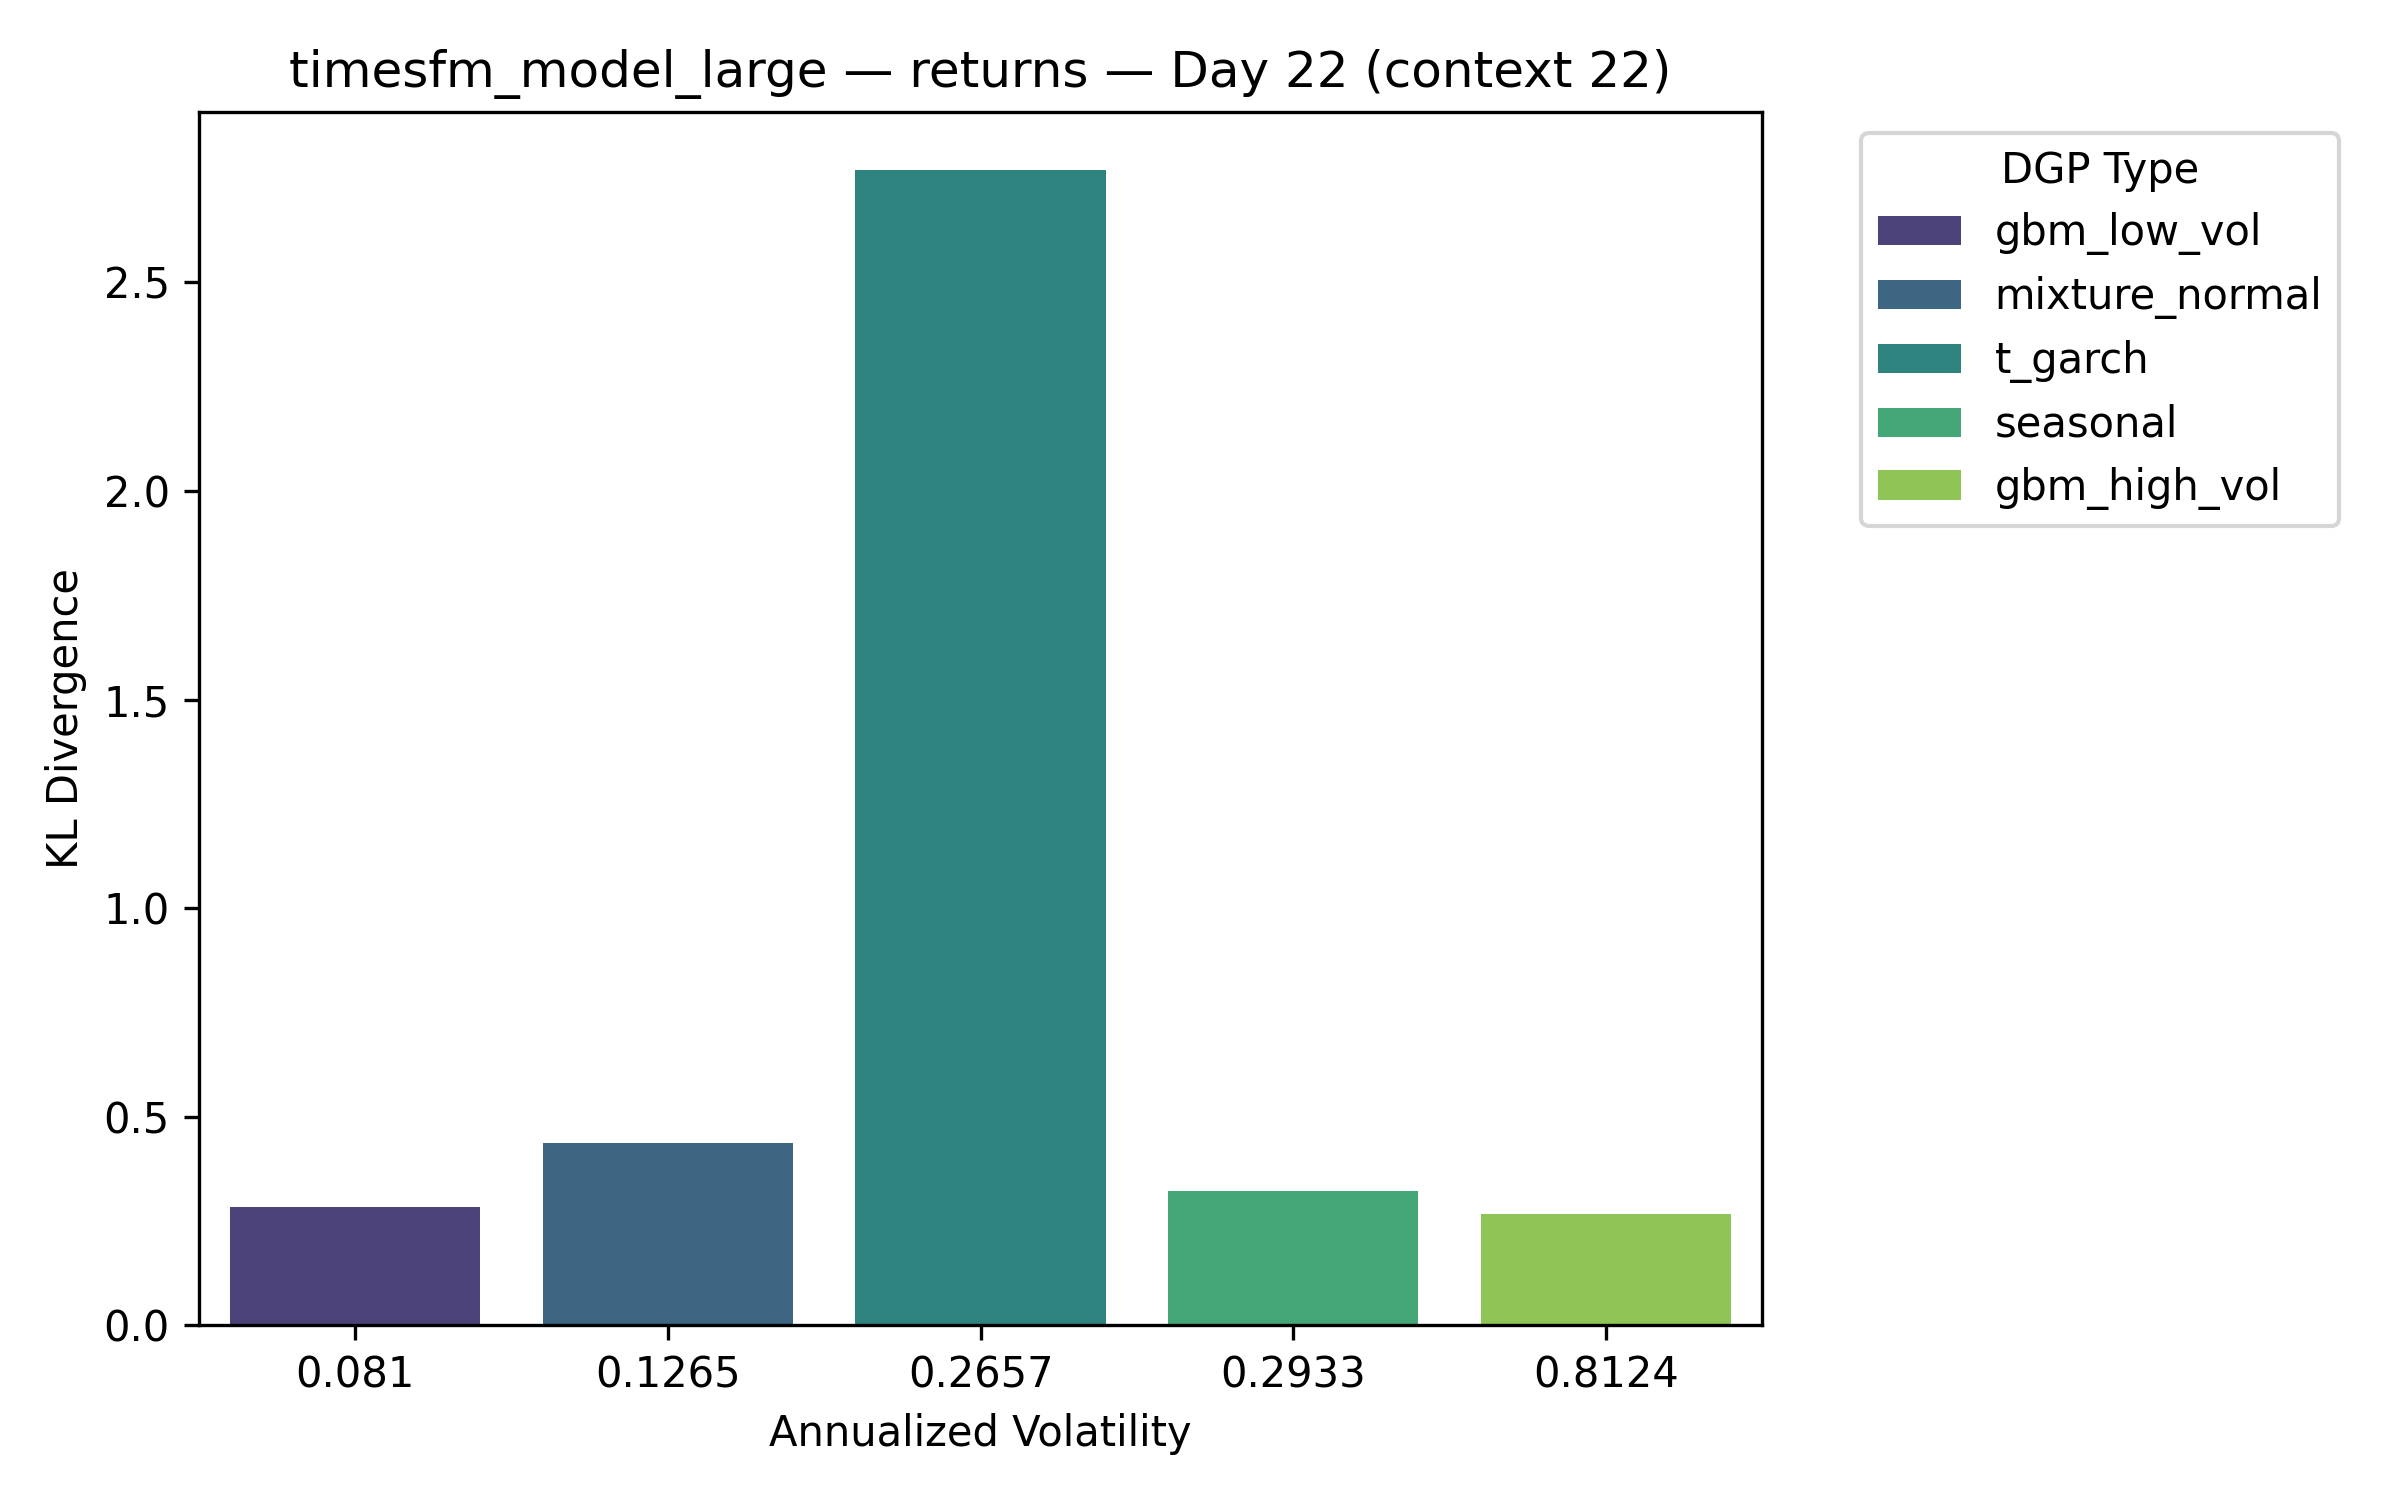 timesfm_model_large — returns — Day 22 (context 22)
DGP Type
gbm_low_vol
mixture_normal
t_garch
seasonal
gbm_high_vol
KL Divergence
2.5
2.0
1.5
1.0
0.5
0.0
0.081
0.1265
0.2657
0.2933
0.8124
Annualized Volatility